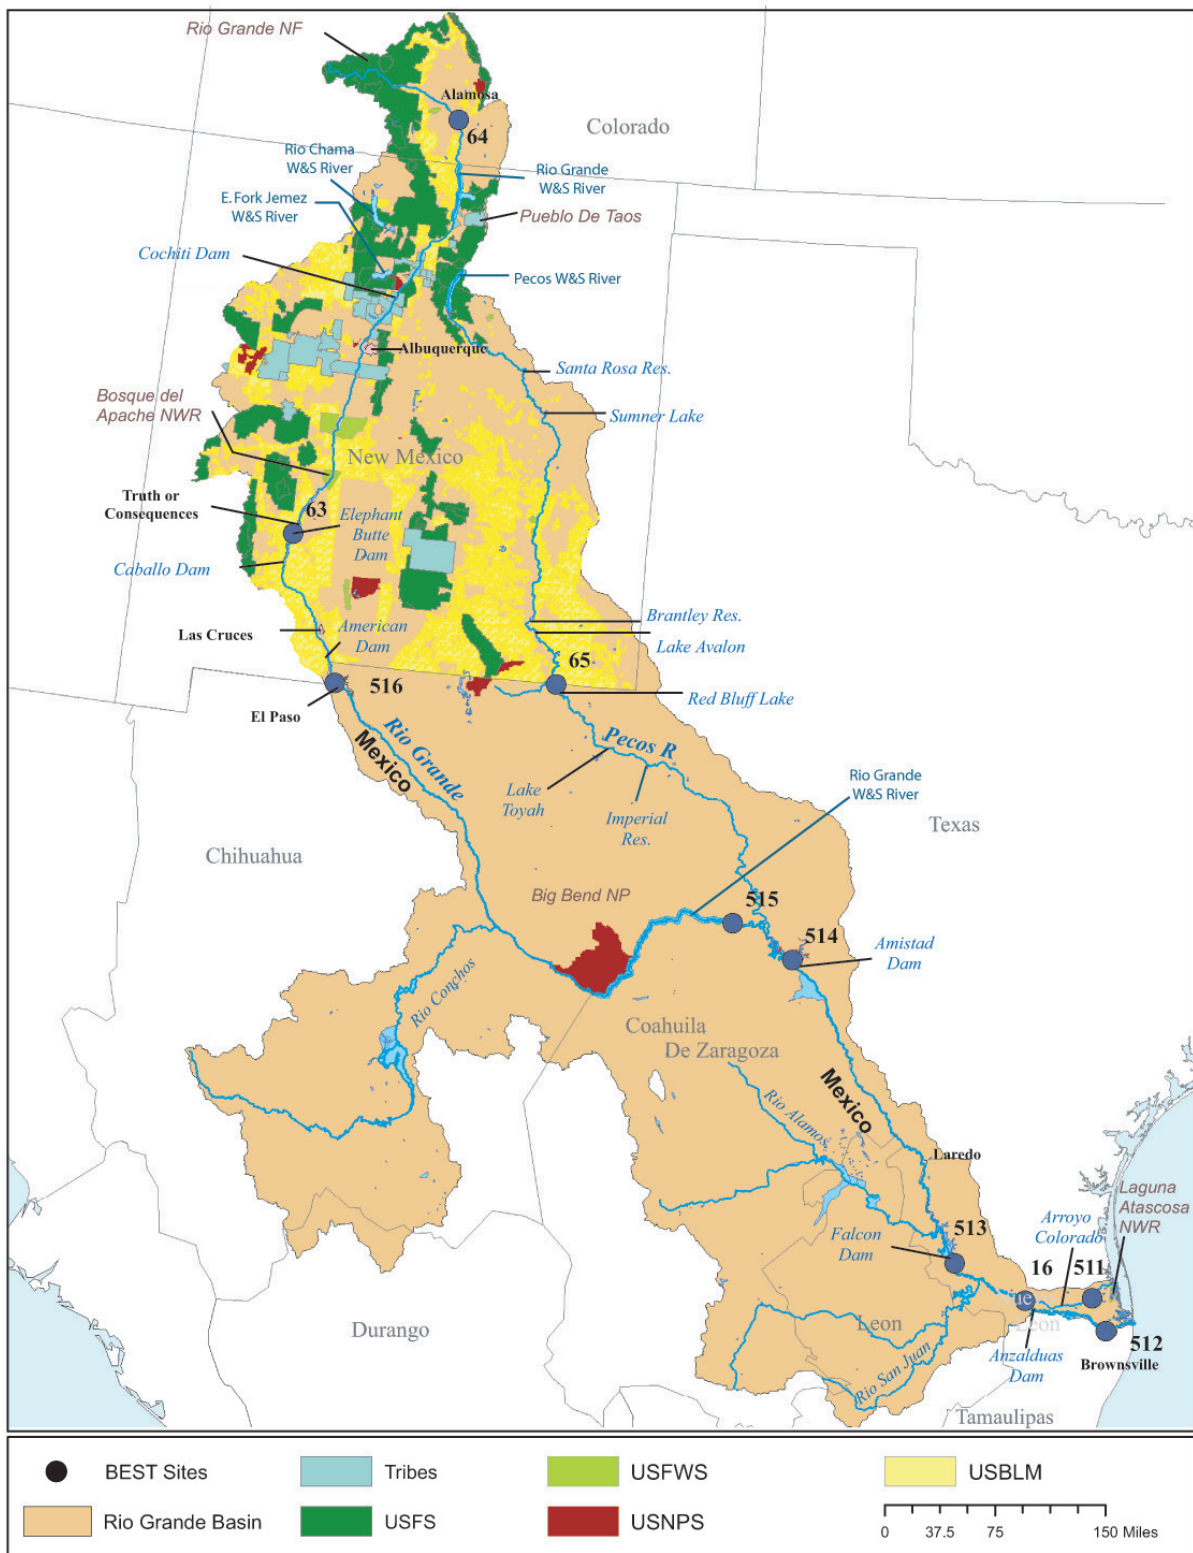 Rio Grande NF
Alamosa
64
Colorado
Rio Chama
W&S River
Rio Grande
W&S River
E. Fork Jemez
W&S River
Pueblo De Taos
Cochiti Dam
Pecos W&S River
Albuquerque
Santa Rosa Res.
Bosque del
Apache NWR
Sumner Lake
New Mexico
Truth or
Consequences
63
Elephant
Butte
Dam
Caballo Dam
Brantley Res.
Las Cruces
American
Dam
Lake Avalon
65
516
Red Bluff Lake
El Paso
Rio Grande
Mexico
Pecos R
Rio Grande
W&S River
Lake
Toyah
Imperial
Res.
Texas
Chihuahua
Big Bend NP
515
514
Amistad
Dam
Rio Conchos
Coahuila
De Zaragoza
Mexico
Rio Alamos
Laredo
Laguna
Atascosa
NWR
Arroyo
Colorado
513
Falcon
Dam
16
511
ue
Leon
Leon
Durango
512
Brownsville
Anzalduas
Dam
Rio San Juan
Tamaulipas
BEST Sites
Tribes
USFWS
USBLM
Rio Grande Basin
USFS
USNPS
0 37.5 75 150 Miles